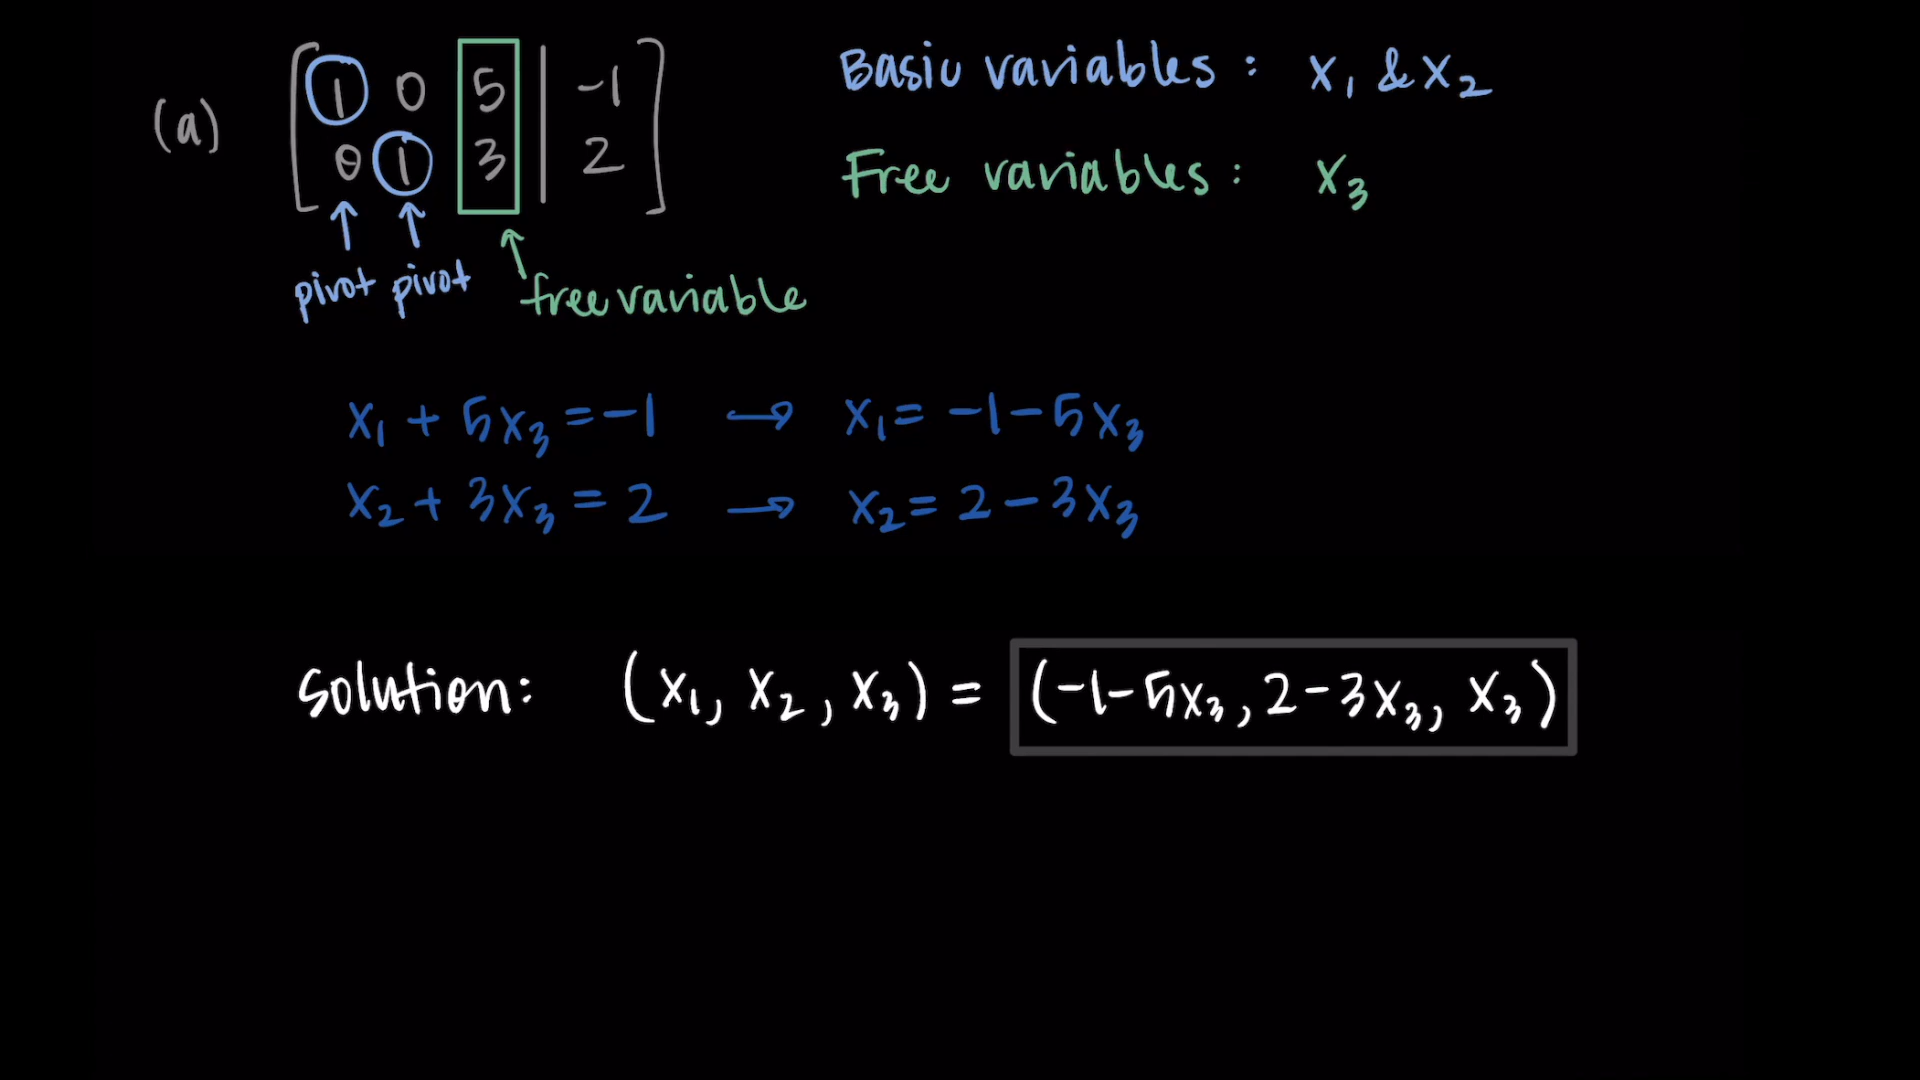 (a) [1 0 5 | -1
0 1 3 | 2]
Basic variables : x₁ & x₂
Free variables : x₃
pivot pivot
free variable
x₁ + 5x₃ = -1 → x₁ = -1 - 5x₃
x₂ + 3x₃ = 2 → x₂ = 2 - 3x₃
solution: (x₁, x₂, x₃) = (-1-5x₃, 2-3x₃, x₃)